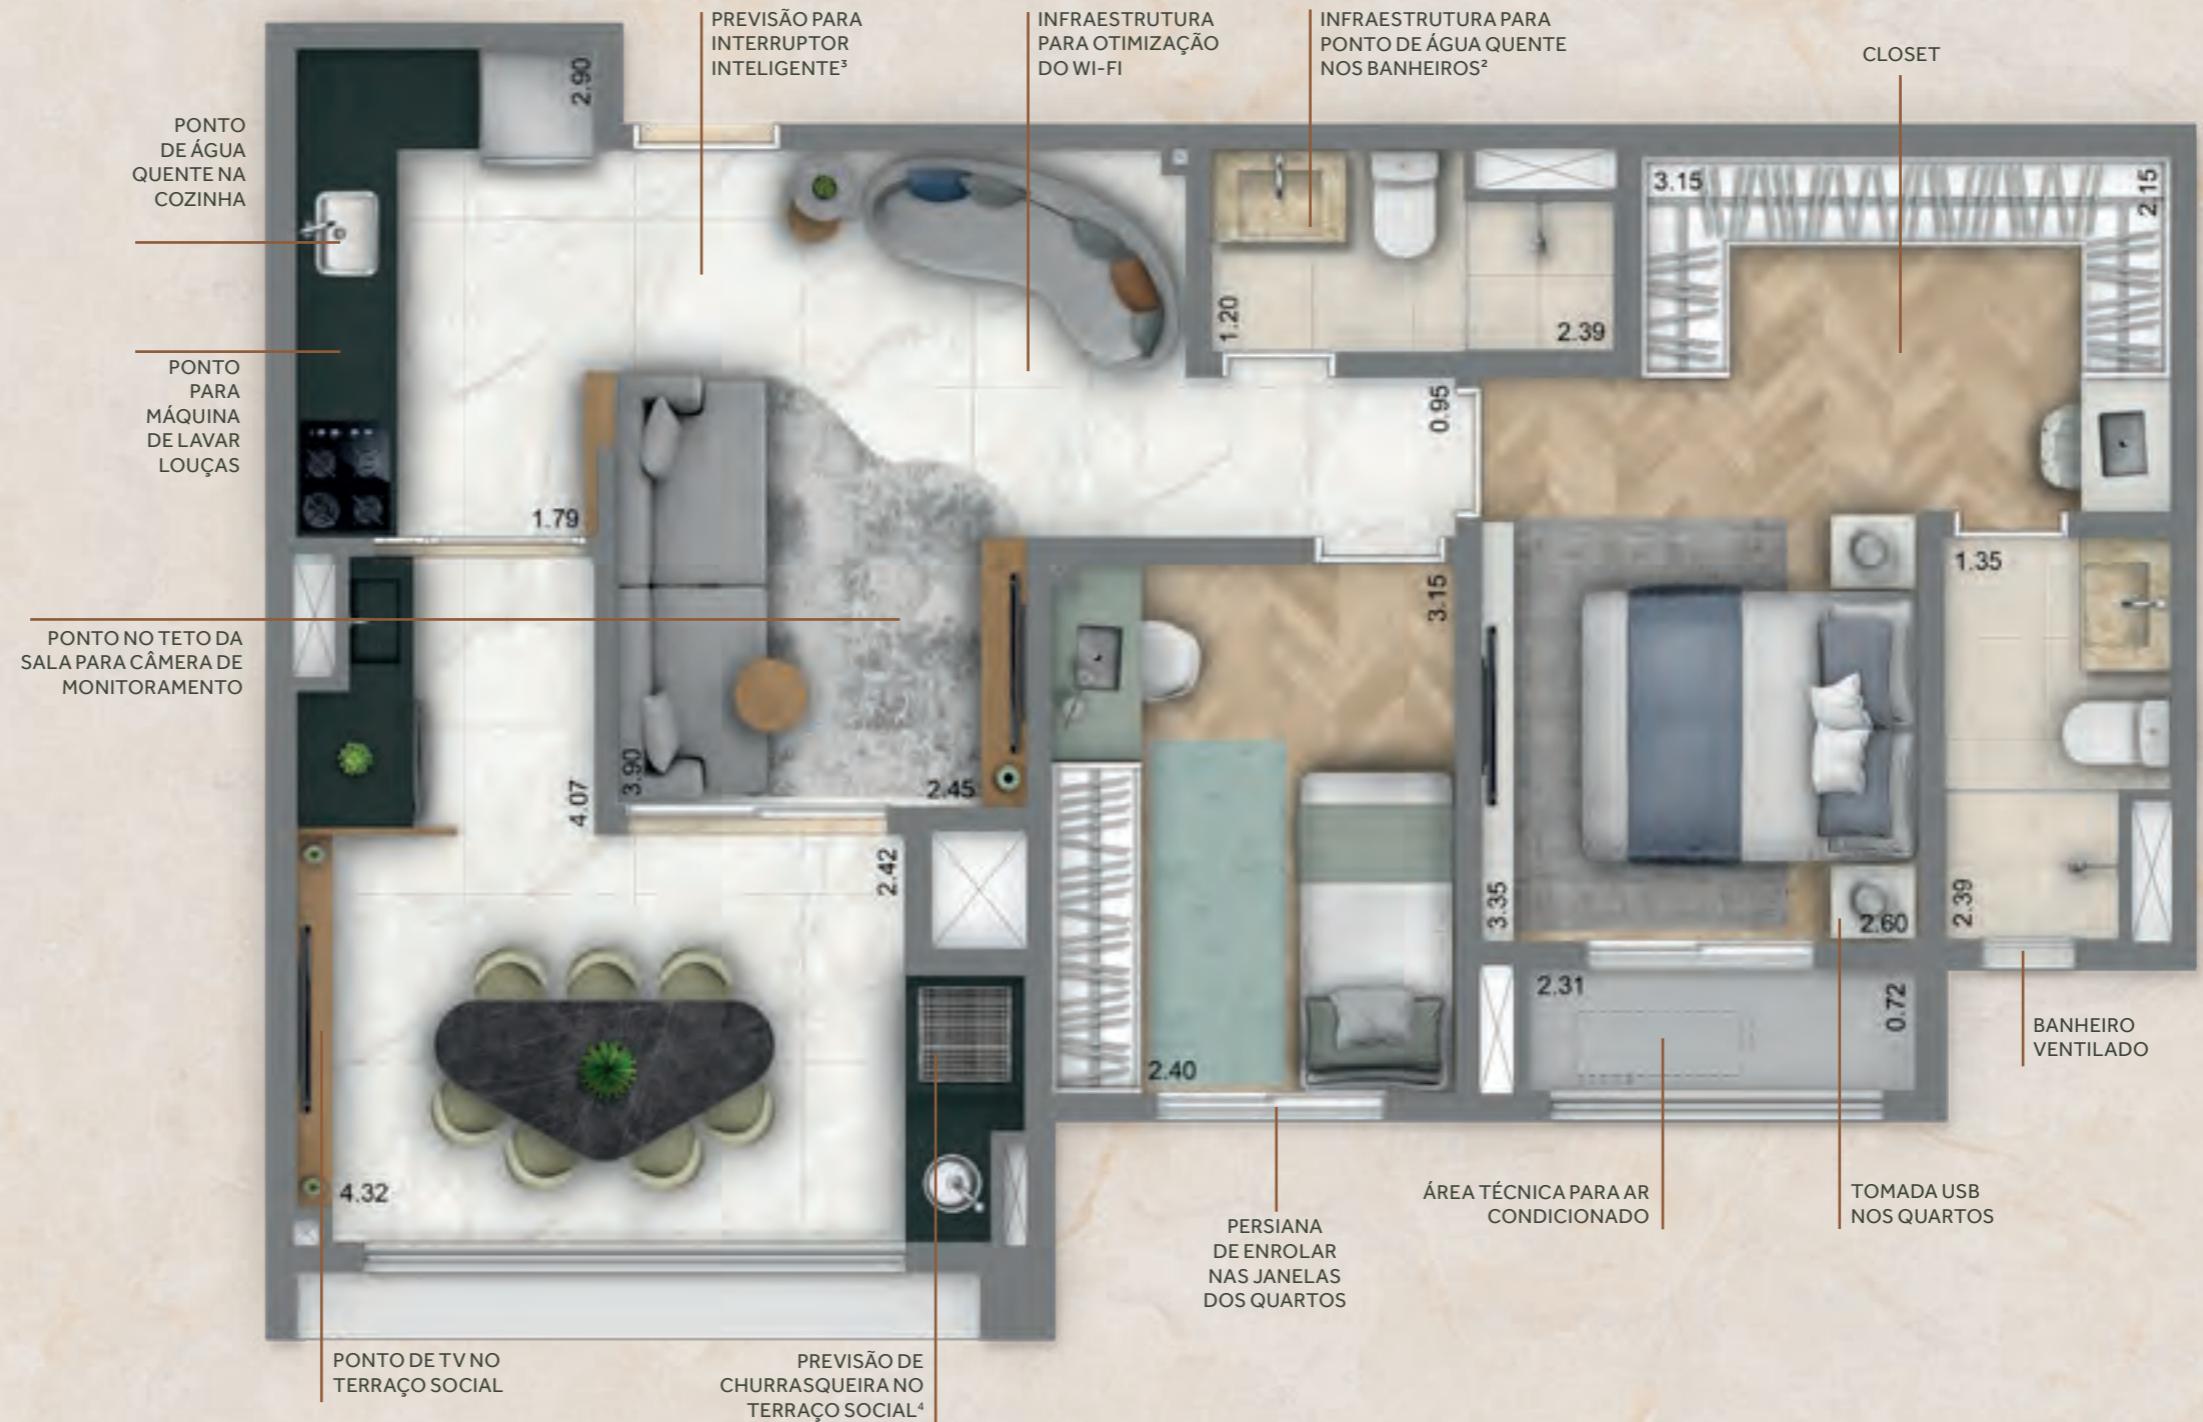 PREVISÃO PARA
INTERRUPTOR
INTELIGENTE³
INFRAESTRUTURA
PARA OTIMIZAÇÃO
DO WI-FI
INFRAESTRUTURA PARA
PONTO DE ÁGUA QUENTE
NOS BANHEIROS²
CLOSET
PONTO
DE ÁGUA
QUENTE NA
COZINHA
PONTO
PARA
MÁQUINA
DE LAVAR
LOUÇAS
PONTO NO TETO DA
SALA PARA CÂMERA DE
MONITORAMENTO
2.90
3.15
2.15
1.20
2.39
0.95
1.79
1.35
3.15
3.90
2.45
4.07
2.42
3.35
2.60
2.39
2.31
0.72
2.40
4.32
BANHEIRO
VENTILADO
ÁREA TÉCNICA PARA AR
CONDICIONADO
TOMADA USB
NOS QUARTOS
PERSIANA
DE ENROLAR
NAS JANELAS
DOS QUARTOS
PONTO DE TV NO
TERRAÇO SOCIAL
PREVISÃO DE
CHURRASQUEIRA NO
TERRAÇO SOCIAL⁴